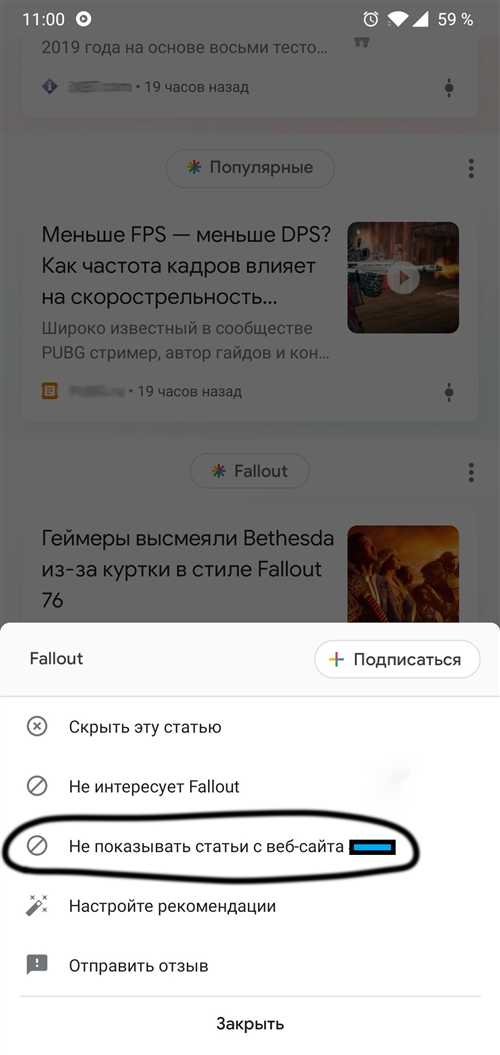 11:00
59 %
2019 года на основе восьми тесто...
• 19 часов назад
Популярные
Меньше FPS — меньше DPS?
Как частота кадров влияет
на скорострельность...
Широко известный в сообществе
PUBG стример, автор гайдов и кон...
• 19 часов назад
Fallout
Геймеры высмеяли Bethesda
из-за куртки в стиле Fallout
76
Fallout
Подписаться
Скрыть эту статью
Не интересует Fallout
Не показывать статьи с веб-сайта
Настройте рекомендации
Отправить отзыв
Закрыть